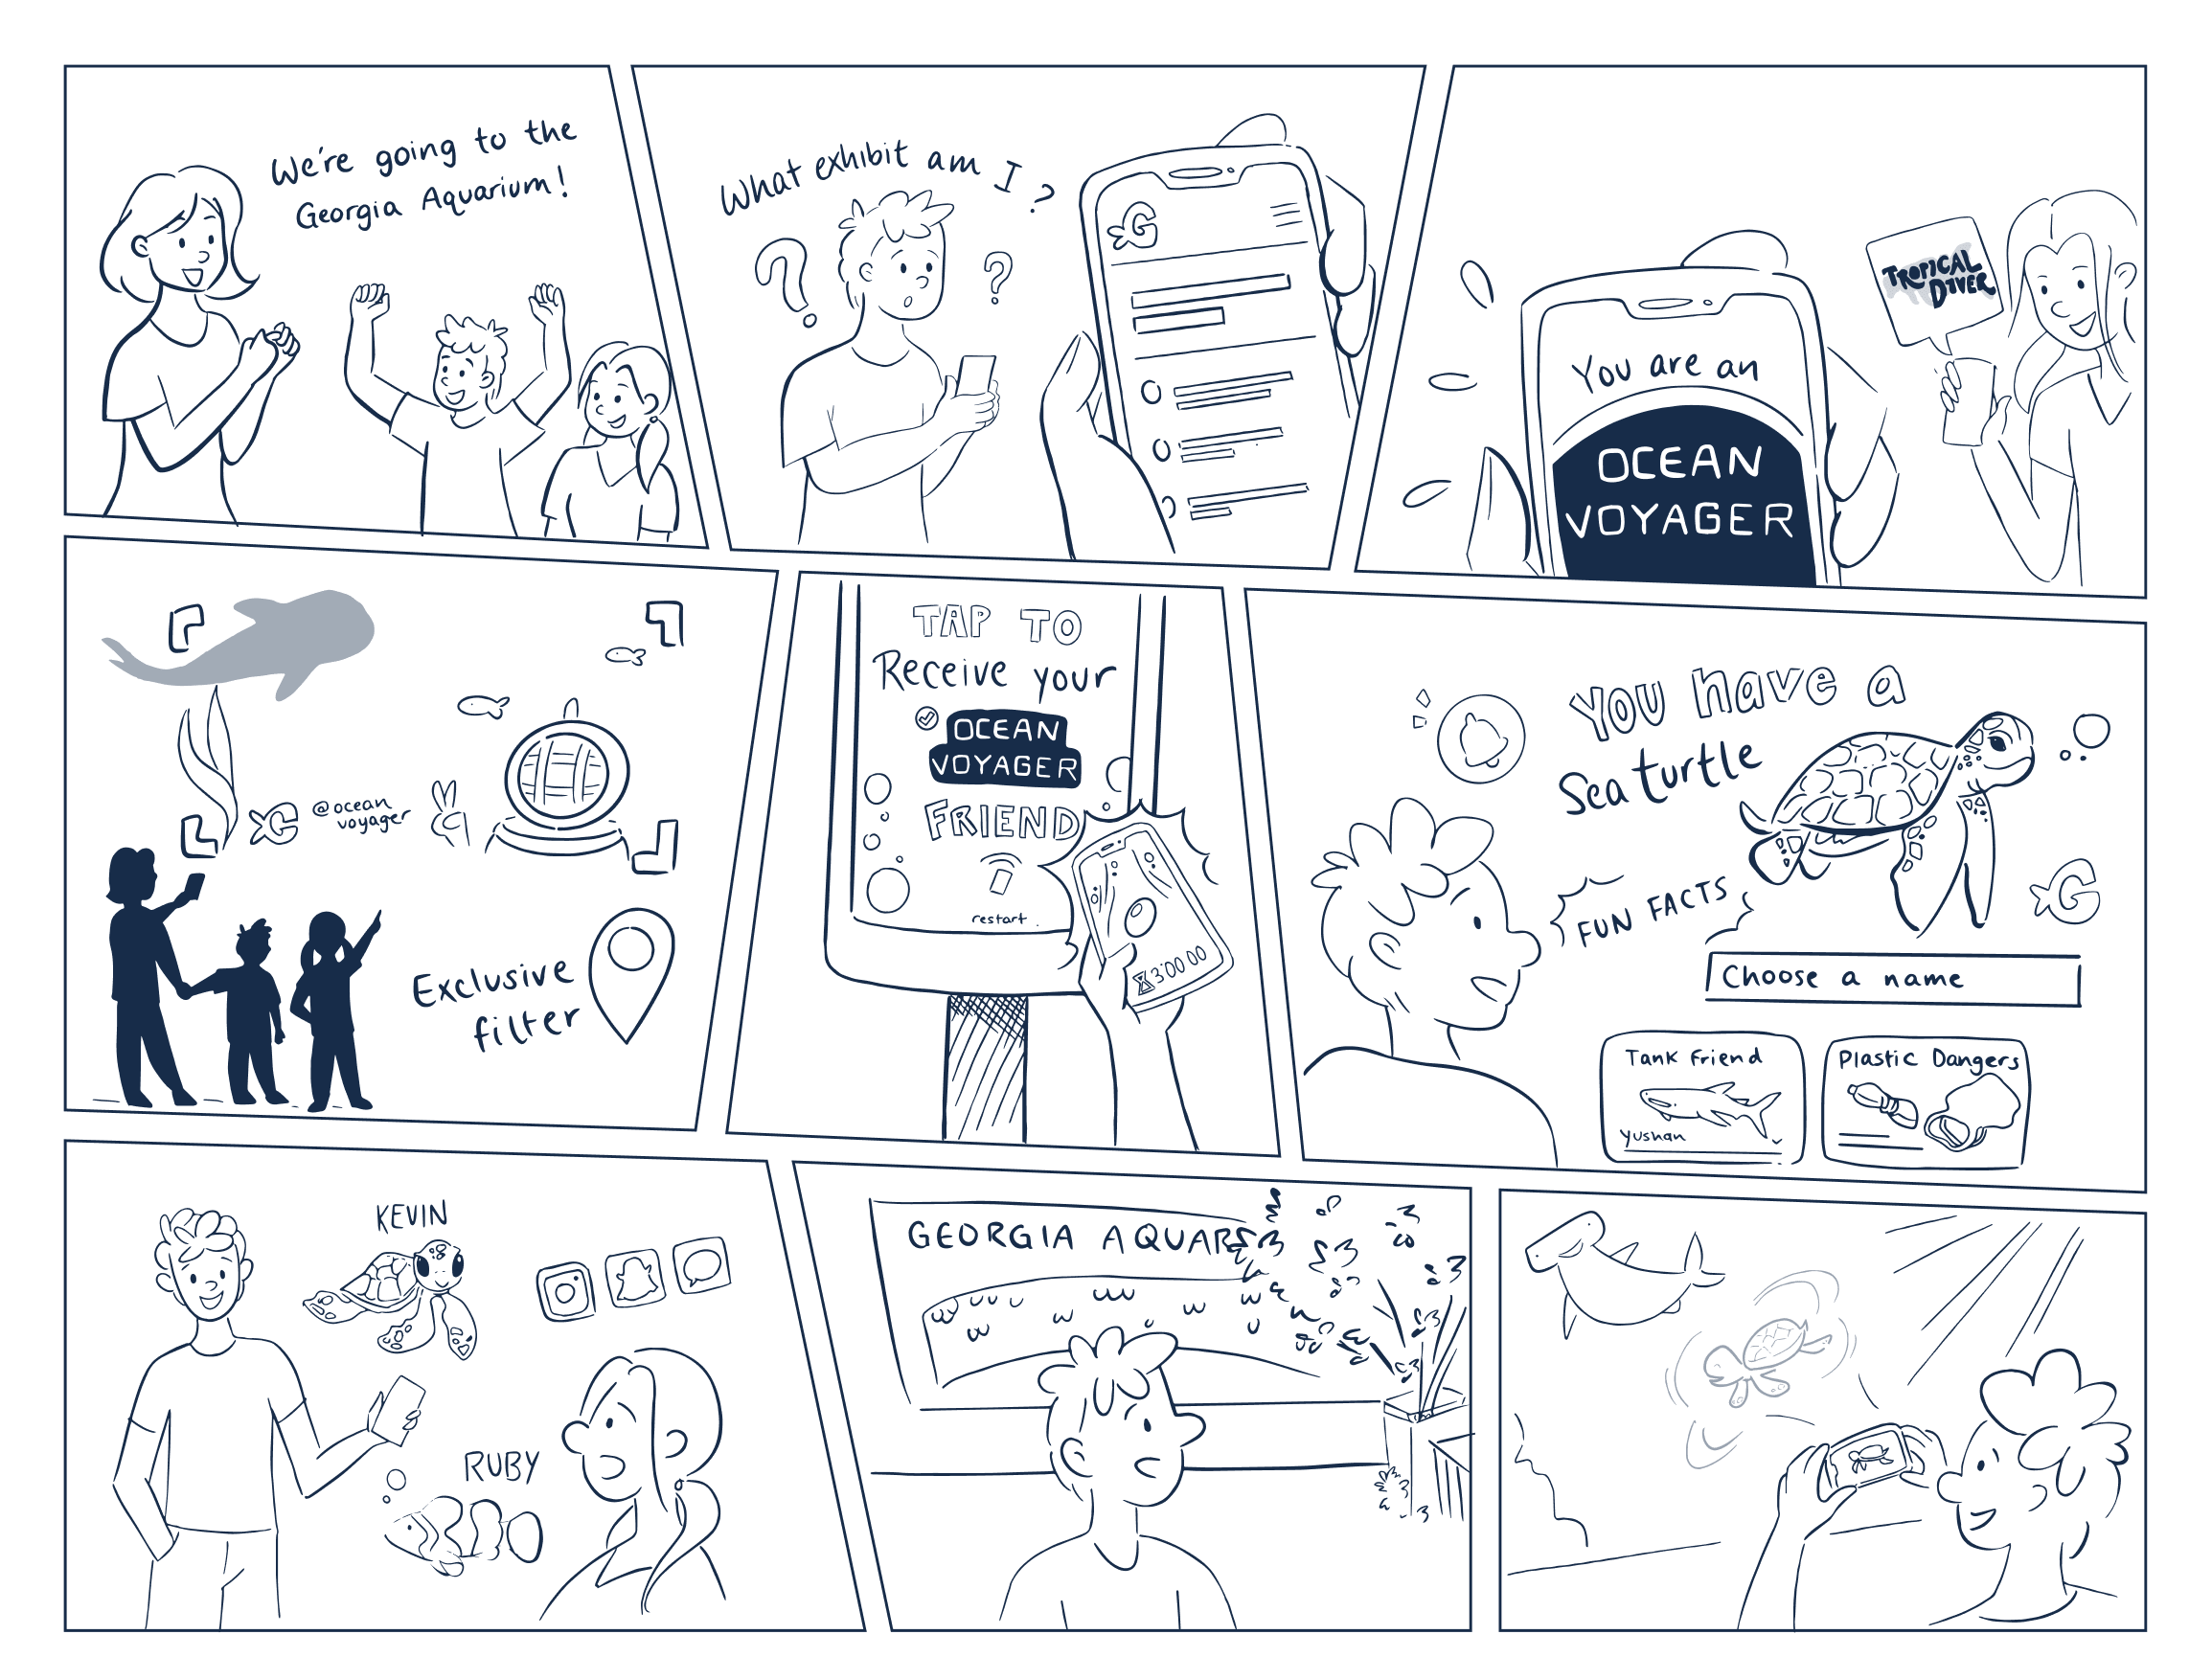 We're going to the
Georgia Aquarium!
What exhibit am I?
G
You are an
OCEAN
VOYAGER
TROPICAL
DIVER
G
@ocean
voyager
Exclusive
filter
TAP TO
Receive your
OCEAN
VOYAGER
FRIEND
restart
3:00 00
YOU have a
Sea turtle
FUN FACTS
G
Choose a name
Tank Friend
Yushan
Plastic Dangers
KEVIN
RUBY
GEORGIA AQUAR